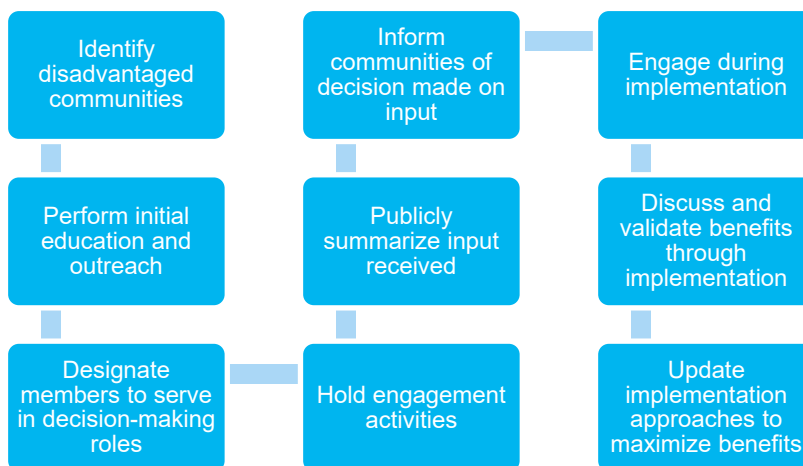 Identify
disadvantaged
communities
Perform initial
education and
outreach
Designate
members to serve
in decision-making
roles
Hold engagement
activities
Publicly
summarize input
received
Inform
communities of
decision made on
input
Engage during
implementation
Discuss and
validate benefits
through
implementation
Update
implementation
approaches to
maximize benefits